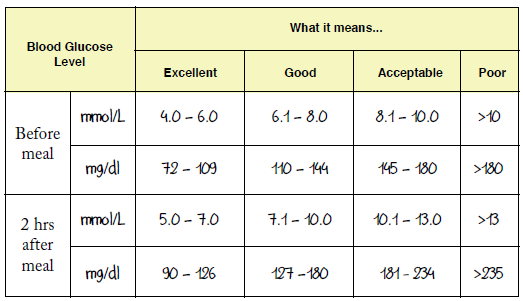 Blood Glucose
Level
What it means...
Excellent Good Acceptable Poor
Before
meal
mmol/L 4.0 – 6.0 6.1 – 8.0 8.1 – 10.0 >10
mg/dl 72 – 109 110 – 144 145 – 180 >180
2 hrs
after
meal
mmol/L 5.0 – 7.0 7.1 – 10.0 10.1 – 13.0 >13
mg/dl 90 – 126 127 – 180 181 – 234 >235